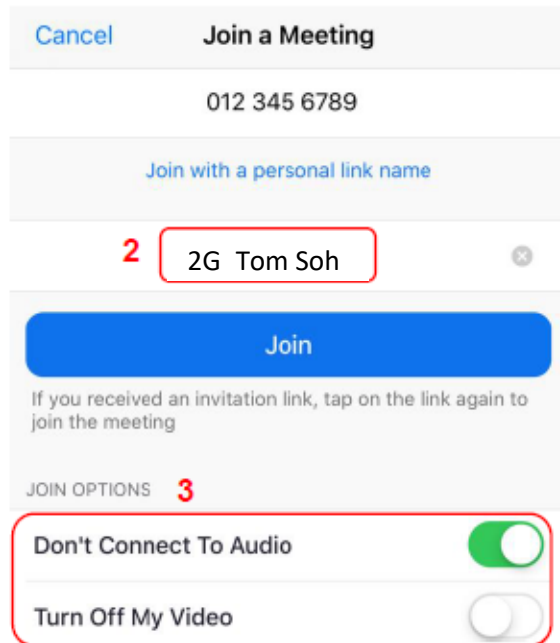 Cancel Join a Meeting
012 345 6789
Join with a personal link name
2 2G Tom Soh
Join
If you received an invitation link, tap on the link again to
join the meeting
JOIN OPTIONS 3
Don't Connect To Audio
Turn Off My Video